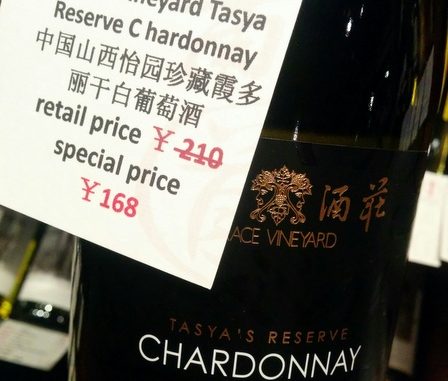 Vineyard Tasya
Reserve C hardonnay
中国山西怡园珍藏霞多
丽干白葡萄酒
retail price ￥210
special price
￥168
酒莊
ACE VINEYARD
TASYA'S RESERVE
CHARDONNAY